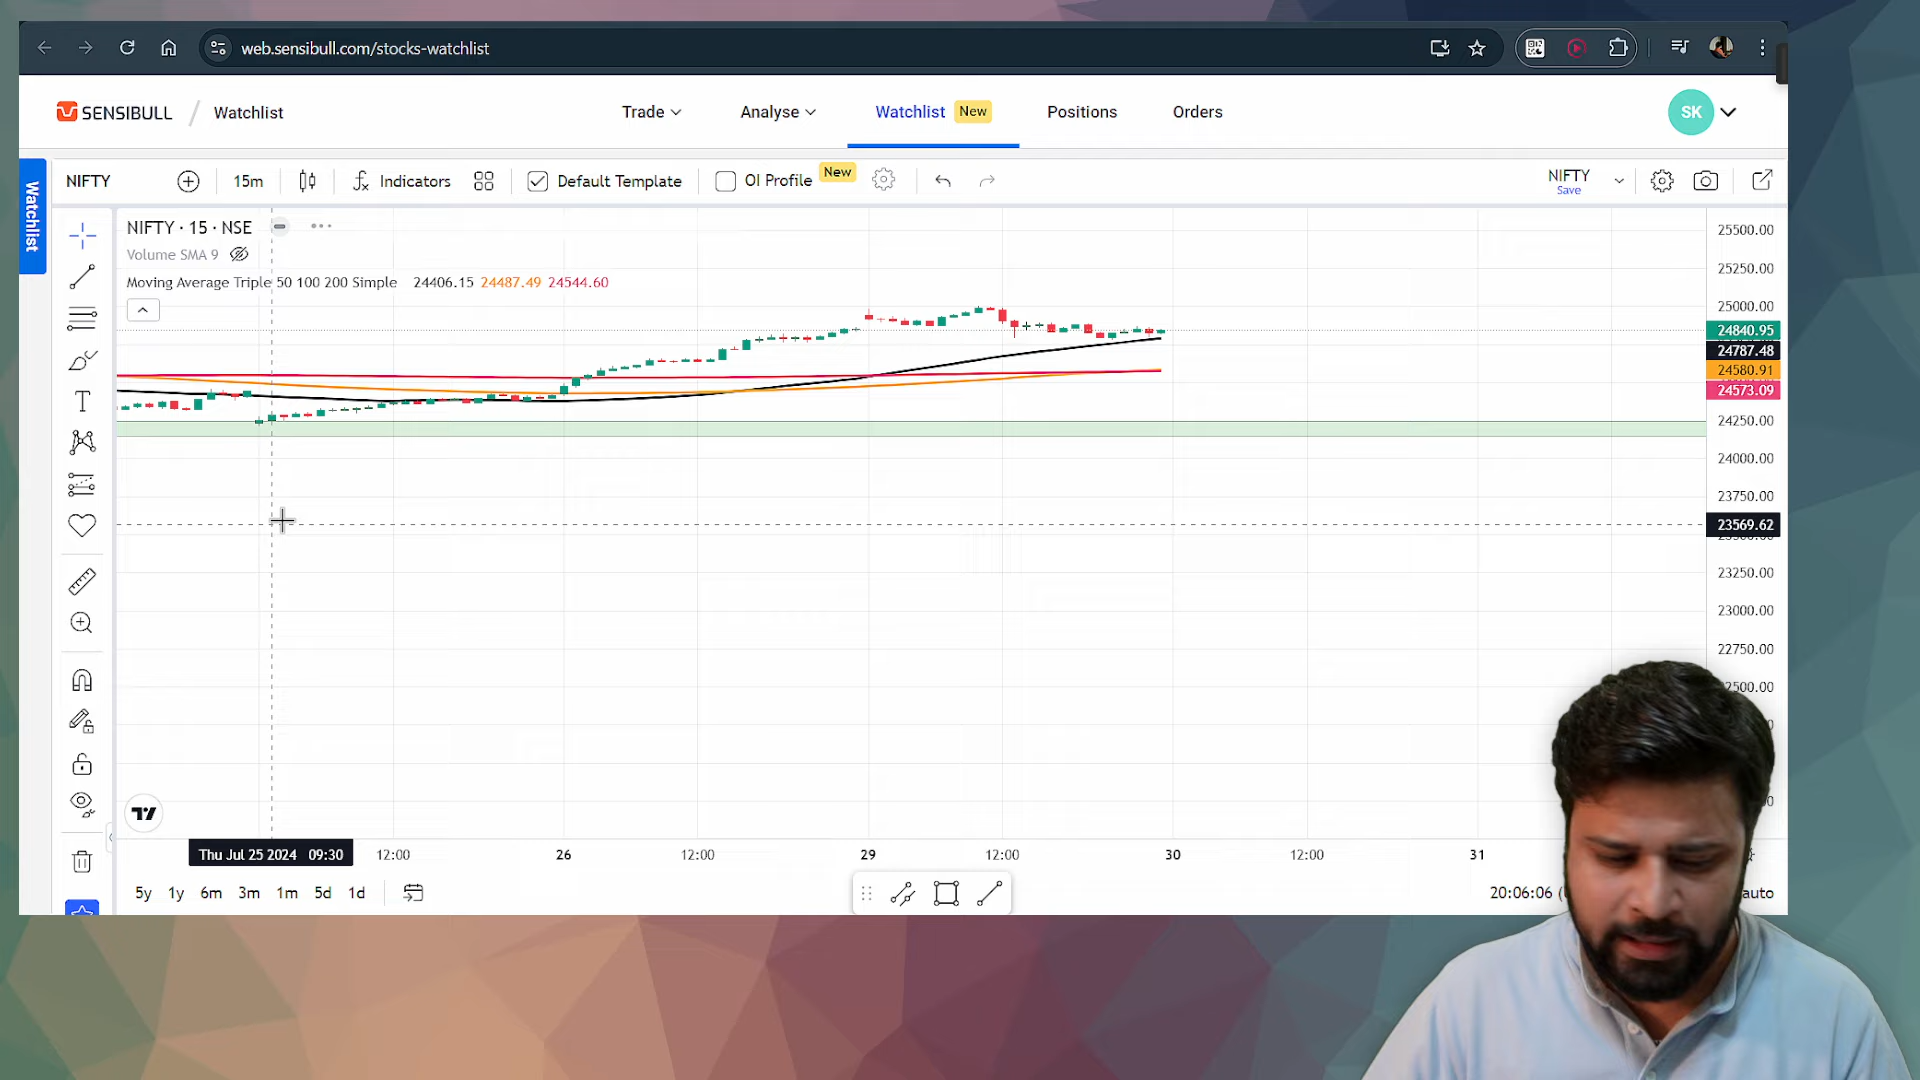 web.sensibull.com/stocks-watchlist
SENSIBULL / Watchlist
Trade
Analyse
Watchlist New
Positions
Orders
SK
Watchlist
NIFTY
15m
Indicators
Default Template
OI Profile New
NIFTY
Save
NIFTY · 15 · NSE
Volume SMA 9
Moving Average Triple 50 100 200 Simple 24406.15 24487.49 24544.60
25500.00
25250.00
25000.00
24840.95
24787.48
24580.91
24573.09
24250.00
24000.00
23750.00
23569.62
23250.00
23000.00
22750.00
Thu Jul 25 2024 09:30
12:00
26
12:00
29
12:00
30
12:00
31
5y 1y 6m 3m 1m 5d 1d
20:06:06
auto